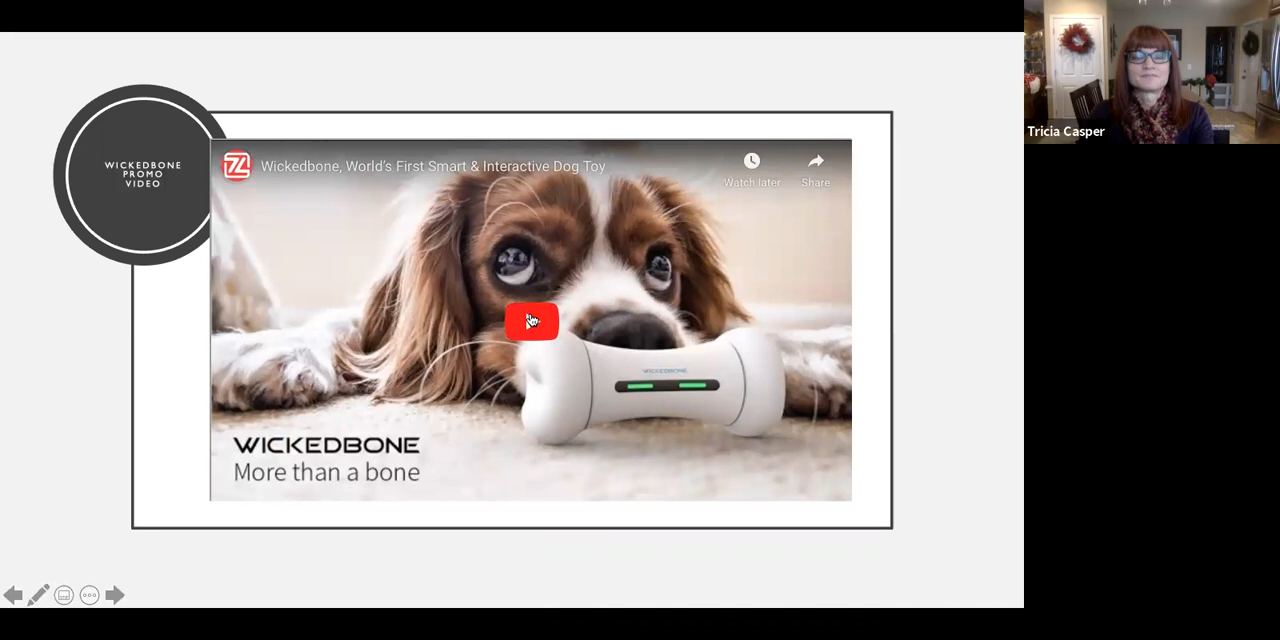 WICKEDBONE
PROMO
VIDEO
Wickedbone, World's First Smart & Interactive Dog Toy
Watch later
Share
WICKEDBONE
WICKEDBONE
More than a bone
Tricia Casper